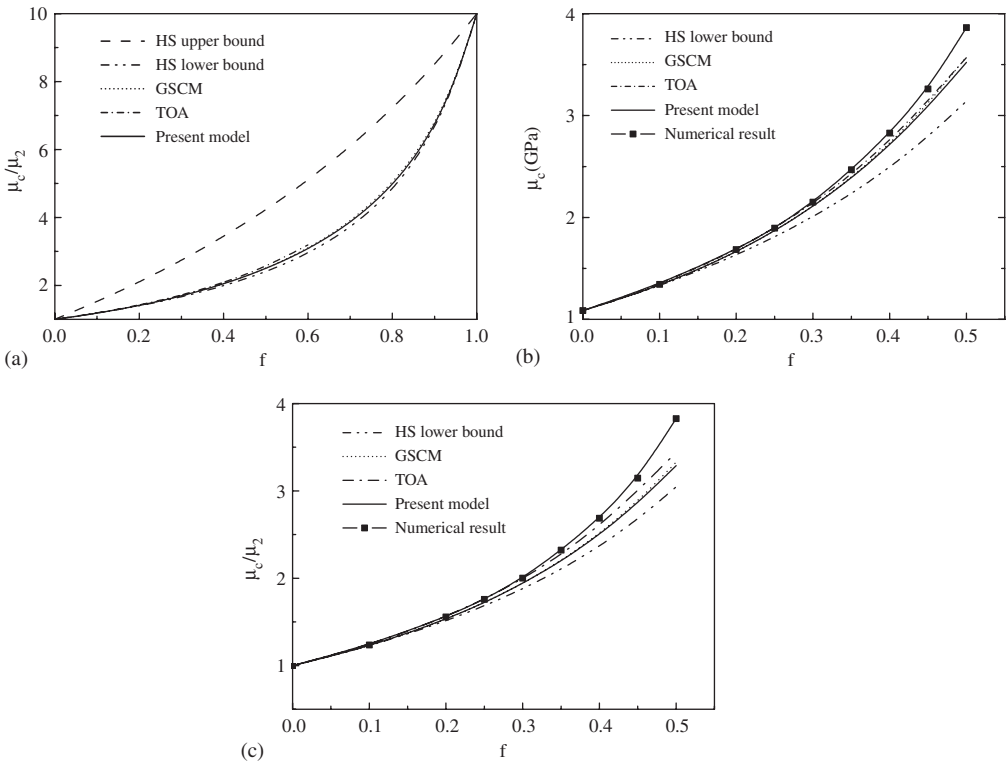 10
8
6
4
2
μc/μ2
HS upper bound
HS lower bound
GSCM
TOA
Present model
0.0 0.2 0.4 0.6 0.8 1.0
f
(a)
4
3
2
1
μc(GPa)
HS lower bound
GSCM
TOA
Present model
Numerical result
0.0 0.1 0.2 0.3 0.4 0.5
f
(b)
4
3
2
1
μc/μ2
HS lower bound
GSCM
TOA
Present model
Numerical result
0.0 0.1 0.2 0.3 0.4 0.5
f
(c)